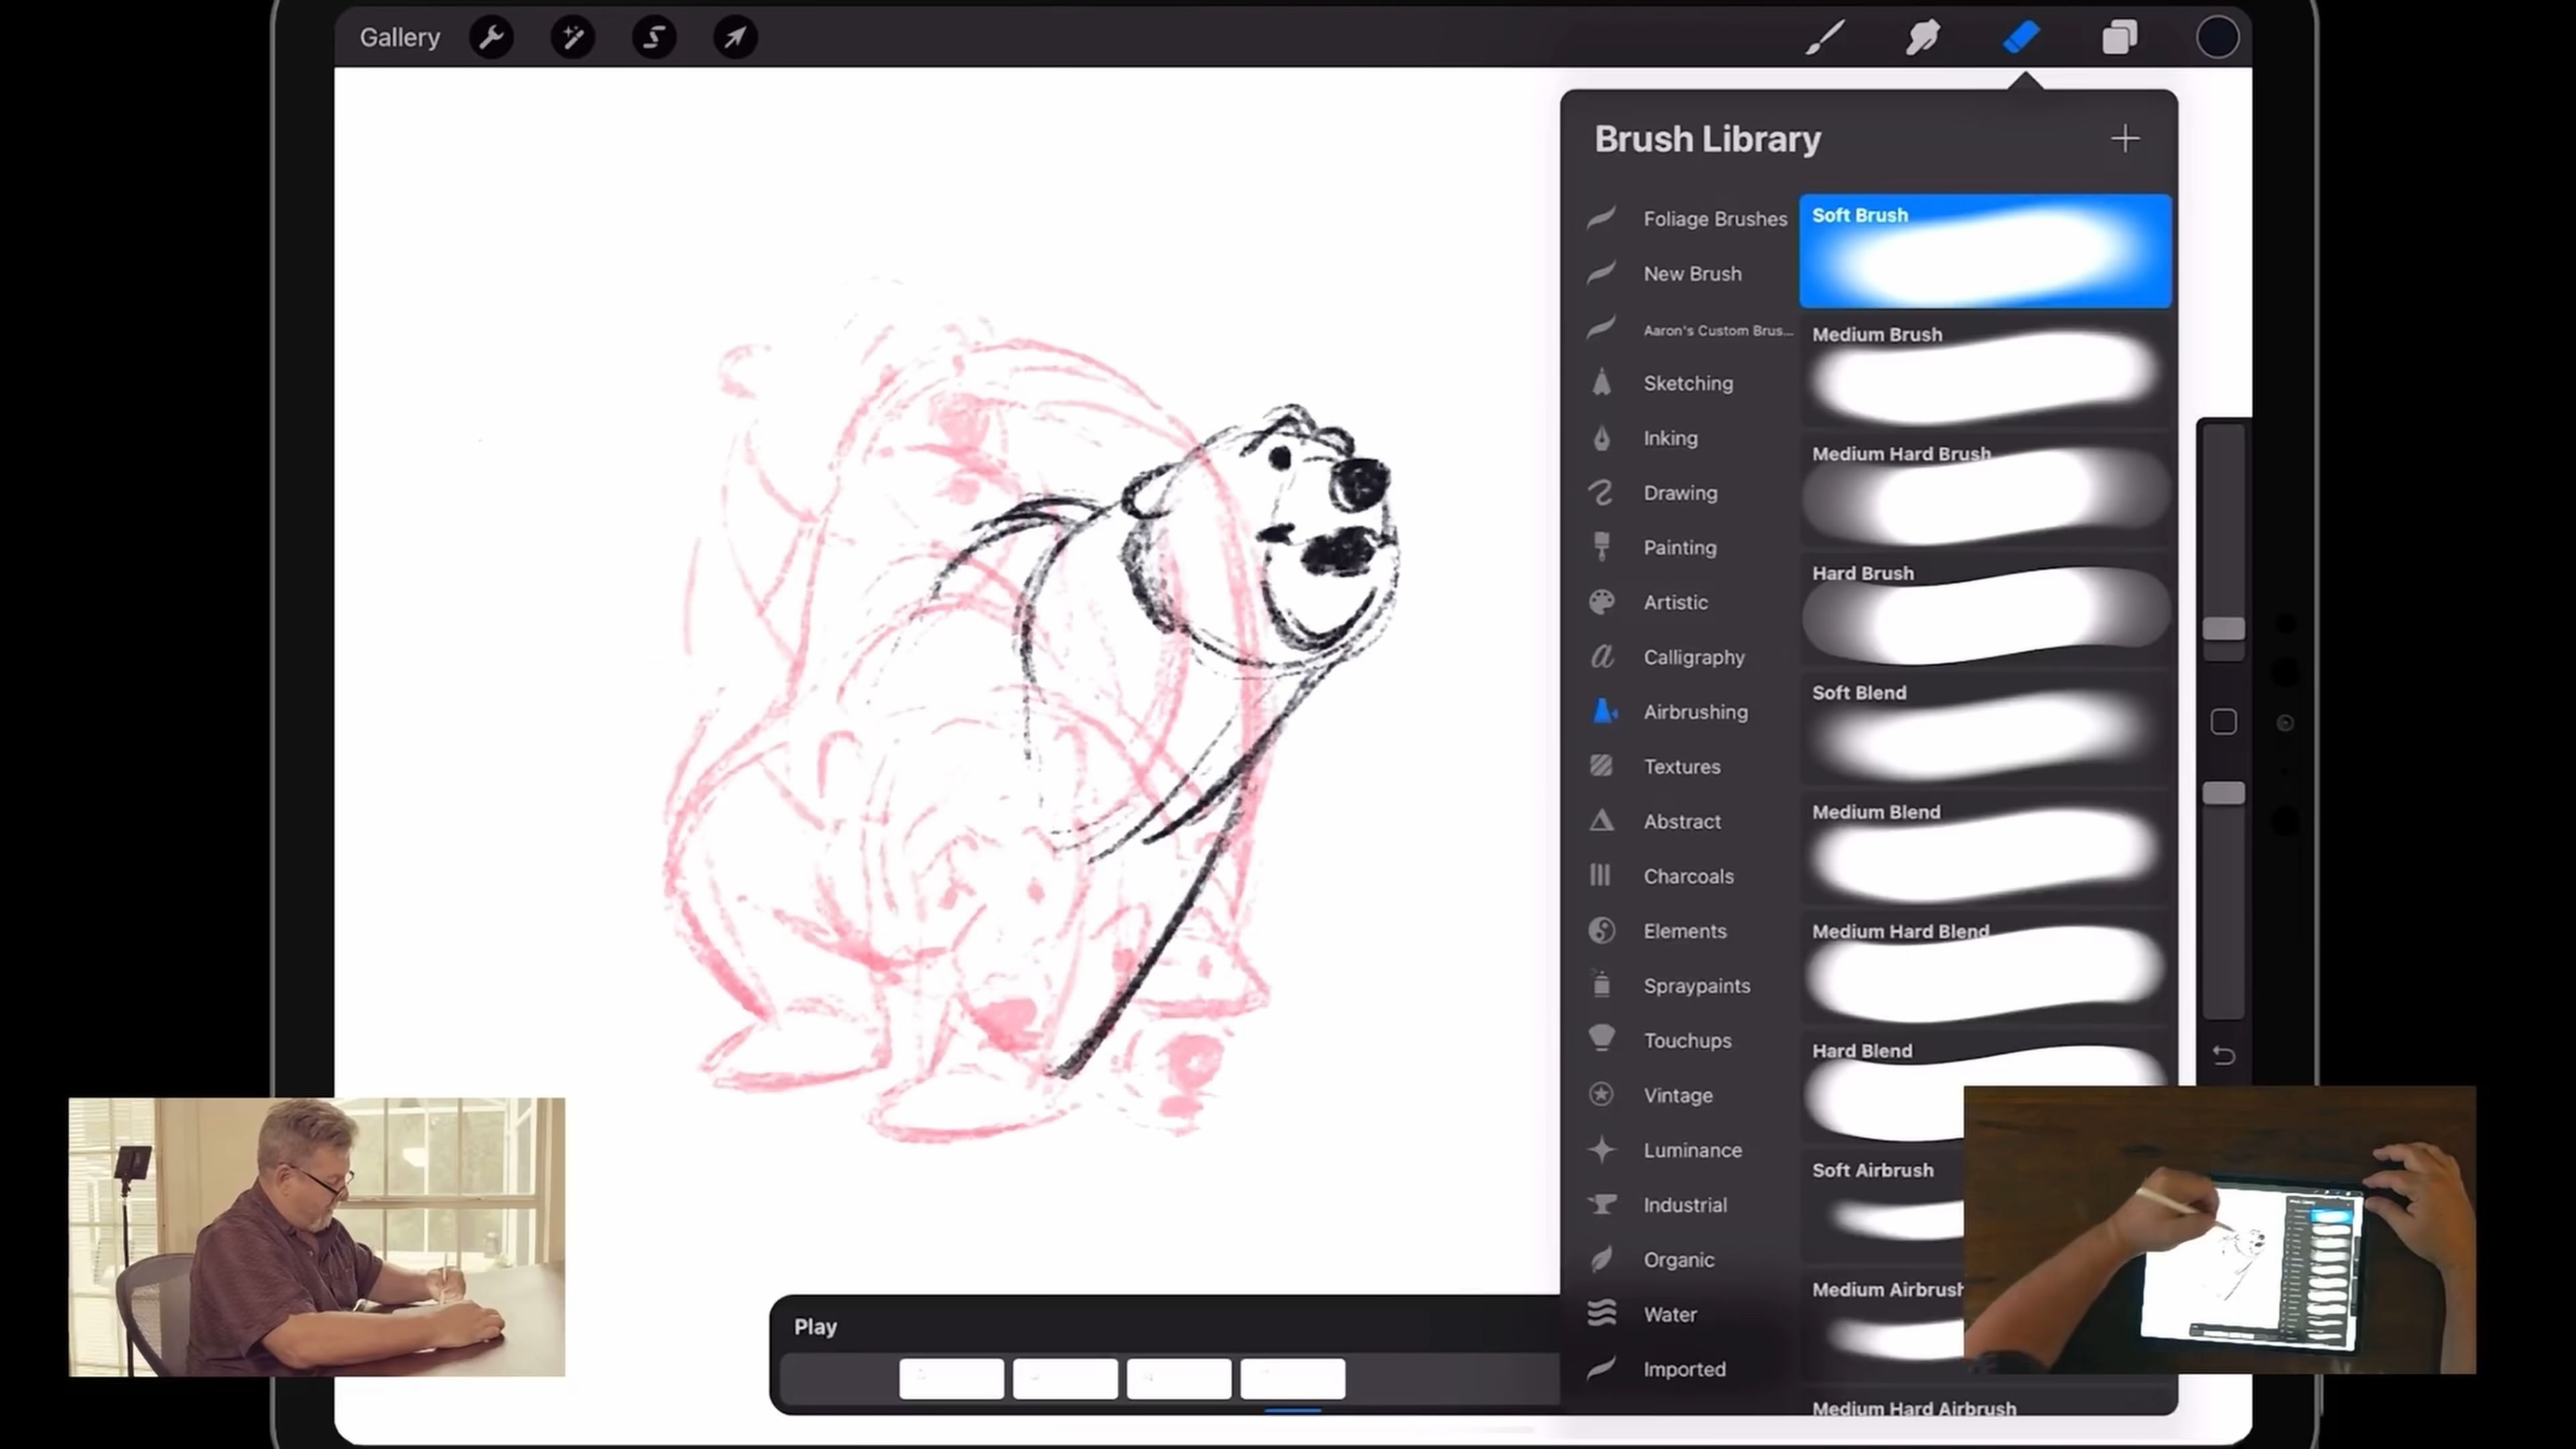 Gallery
Brush Library
Foliage Brushes
New Brush
Aaron's Custom Brus...
Sketching
Inking
Drawing
Painting
Artistic
Calligraphy
Airbrushing
Textures
Abstract
Charcoals
Elements
Spraypaints
Touchups
Vintage
Luminance
Industrial
Organic
Water
Imported
Soft Brush
Medium Brush
Medium Hard Brush
Hard Brush
Soft Blend
Medium Blend
Medium Hard Blend
Hard Blend
Soft Airbrush
Medium Airbrush
Medium Hard Airbrush
Play